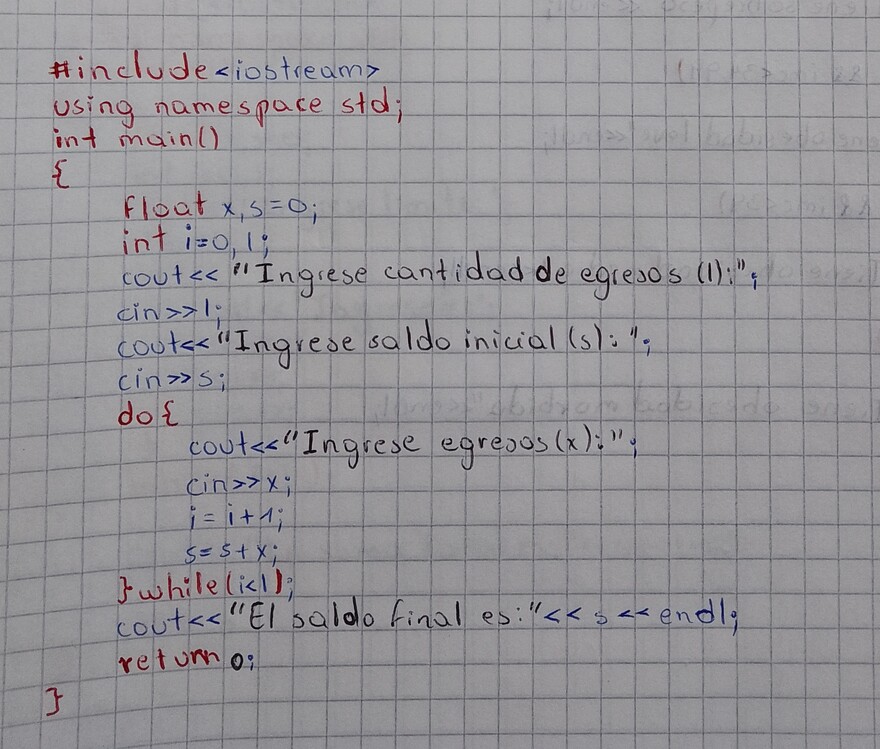 #include<iostream>
using namespace std;
int main()
{
float x,s=0;
int i=0,l;
cout<<"Ingrese cantidad de egresos (l):";
cin>>l;
cout<<"Ingrese saldo inicial (s):";
cin>>s;
do{
cout<<"Ingrese egresos(x):";
cin>>x;
i=i+1;
s=s+x;
}while(i<l);
cout<<"El saldo final es:"<<s<<endl;
return 0;
}